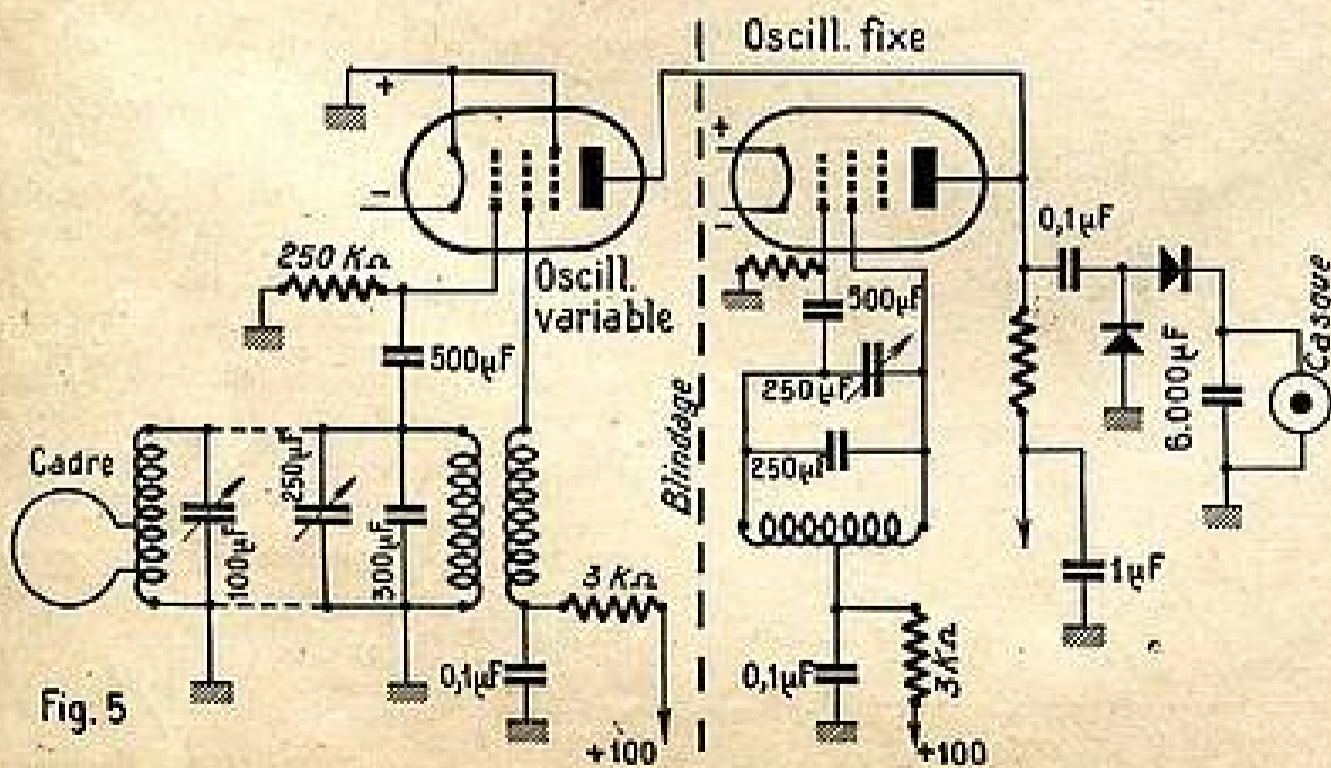 Oscill. fixe
+
+
-
-
0,1µF
250 KΩ
Oscill.
variable
500µF
500µF
250µF
Casque
6.000µF
Blindage
Cadre
250µF
250µF
100µF
300µF
3 KΩ
1µF
0,1µF
0,1µF
3KΩ
Fig. 5
+100
+100